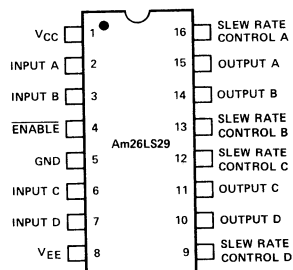 VCC 1 16 SLEW RATE CONTROL A
INPUT A 2 15 OUTPUT A
INPUT B 3 14 OUTPUT B
ENABLE 4 13 SLEW RATE CONTROL B
Am26LS29
GND 5 12 SLEW RATE CONTROL C
INPUT C 6 11 OUTPUT C
INPUT D 7 10 OUTPUT D
VEE 8 9 SLEW RATE CONTROL D